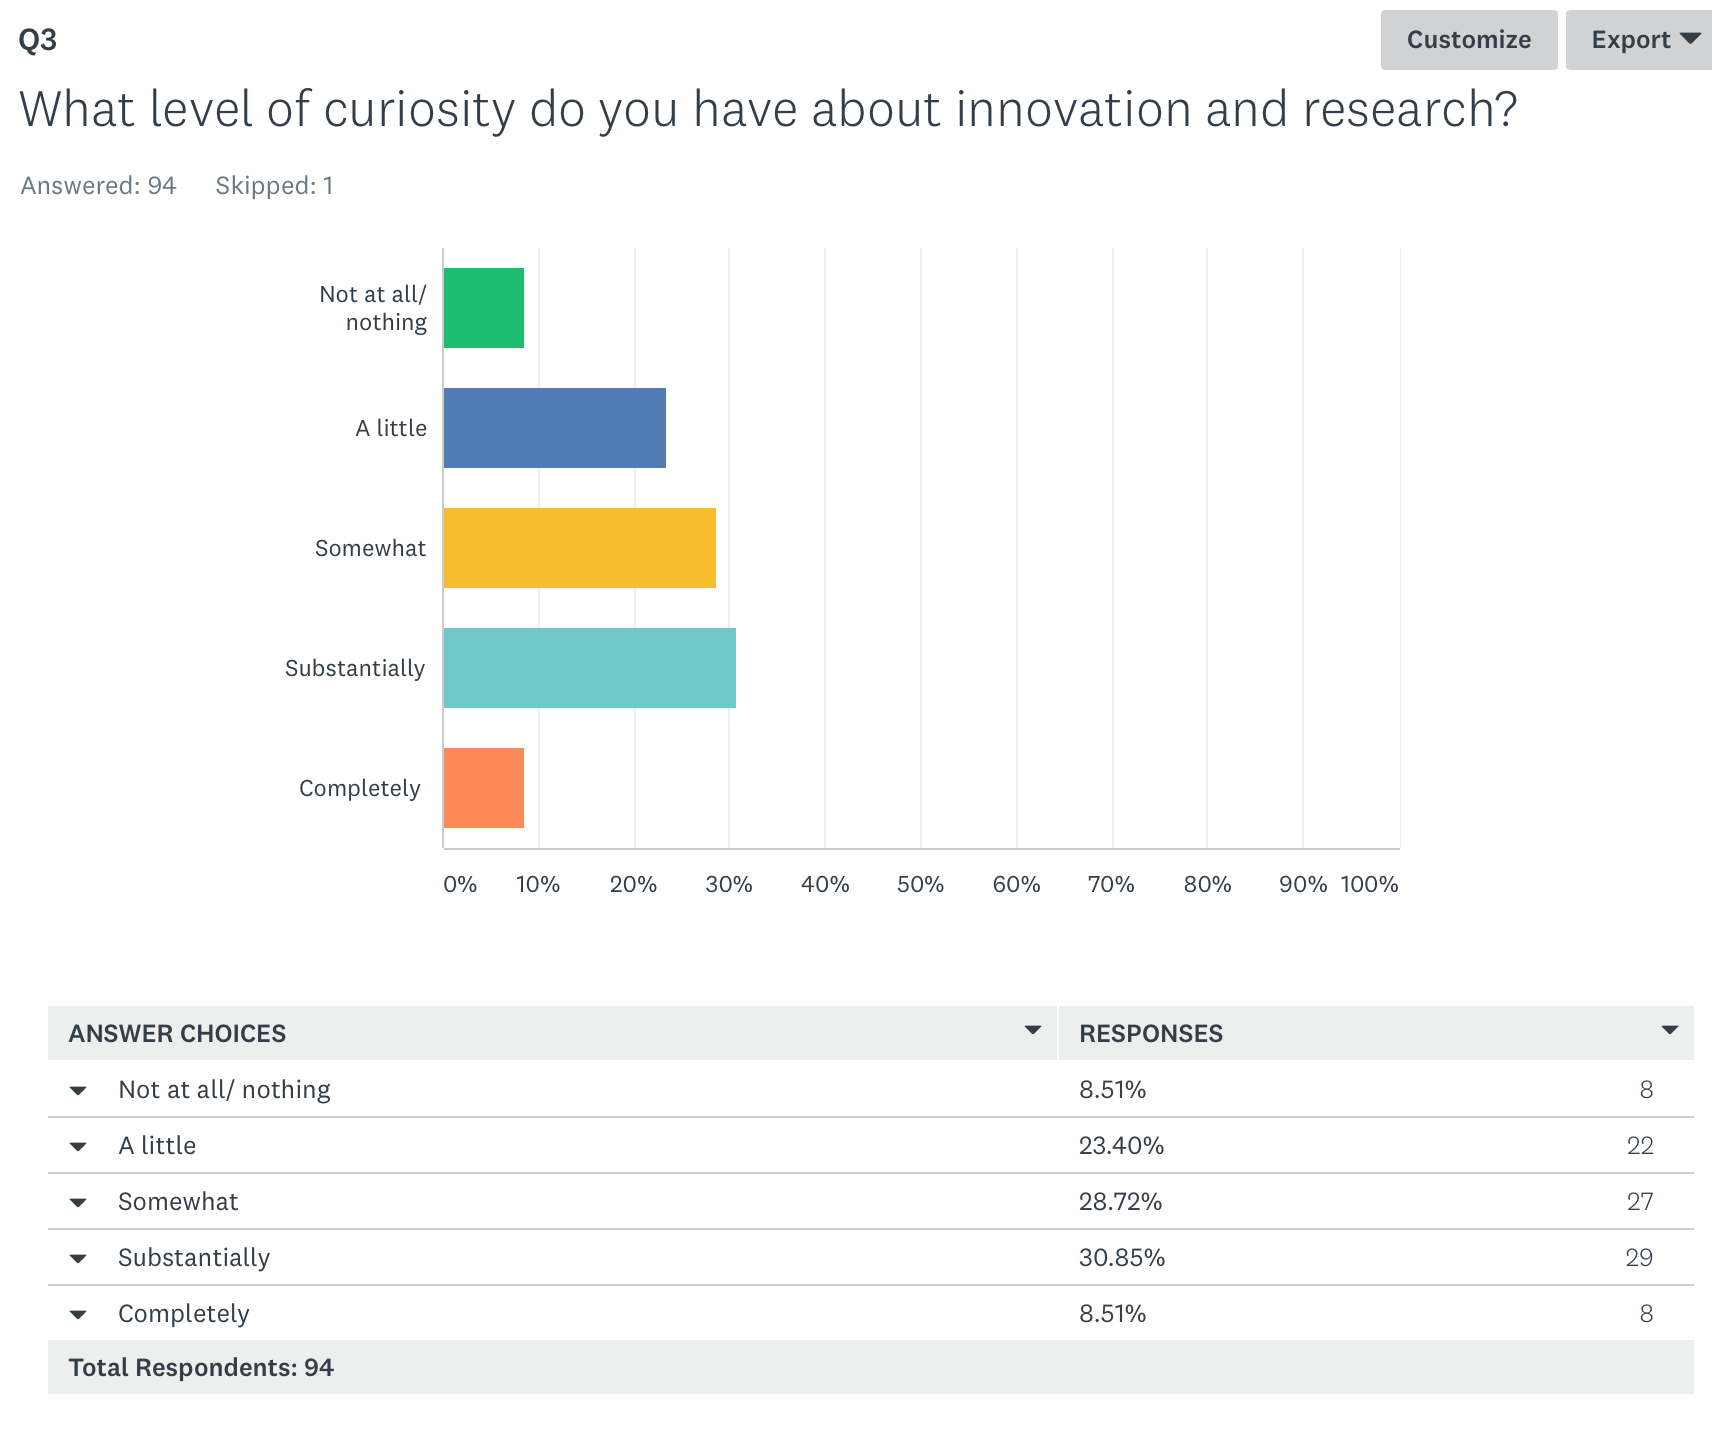 Q3
Customize
Export
What level of curiosity do you have about innovation and research?
Answered: 94 Skipped: 1
Not at all/
nothing
A little
Somewhat
Substantially
Completely
0% 10% 20% 30% 40% 50% 60% 70% 80% 90% 100%
ANSWER CHOICES RESPONSES
Not at all/ nothing 8.51% 8
A little 23.40% 22
Somewhat 28.72% 27
Substantially 30.85% 29
Completely 8.51% 8
Total Respondents: 94